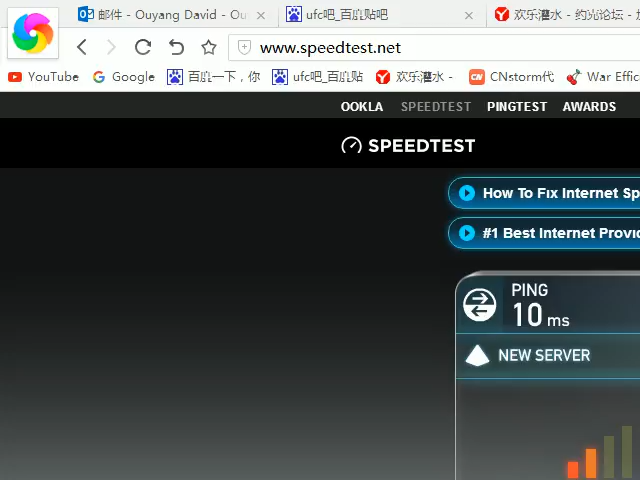 邮件 - Ouyang David - Ou
ufc吧_百度贴吧
欢乐灌水 - 约克论坛 -
www.speedtest.net
YouTube
Google
百度一下，你
ufc吧_百度贴
欢乐灌水 -
CNstorm代
War Effic
OOKLA SPEEDTEST PINGTEST AWARDS
SPEEDTEST
How To Fix Internet Sp
#1 Best Internet Provi
PING
10 ms
NEW SERVER